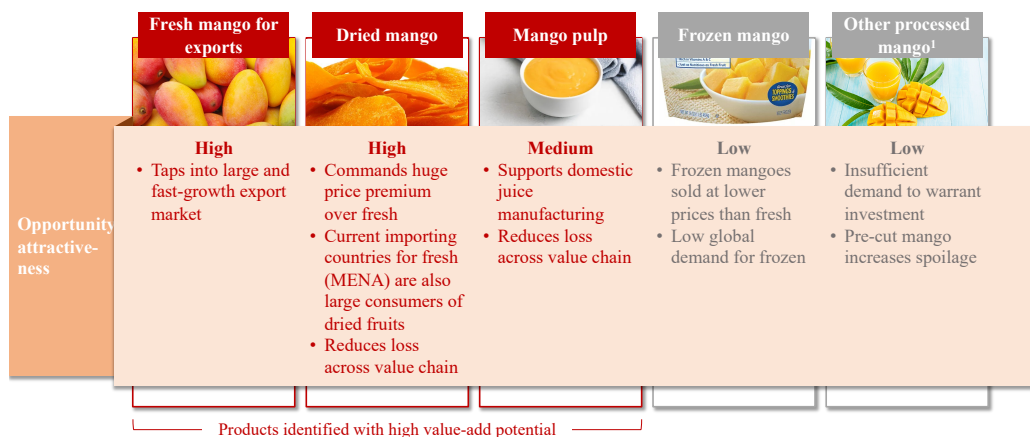 Fresh mango for
exports
Dried mango
Mango pulp
Frozen mango
Other processed
mango¹
TOPPINGS &
SMOOTHIES
Opportunity
attractive-
ness
High
• Taps into large and
fast-growth export
market
High
• Commands huge
price premium
over fresh
• Current importing
countries for fresh
(MENA) are also
large consumers of
dried fruits
• Reduces loss
across value chain
Medium
• Supports domestic
juice
manufacturing
• Reduces loss
across value chain
Low
• Frozen mangoes
sold at lower
prices than fresh
• Low global
demand for frozen
Low
• Insufficient
demand to warrant
investment
• Pre-cut mango
increases spoilage
Products identified with high value-add potential